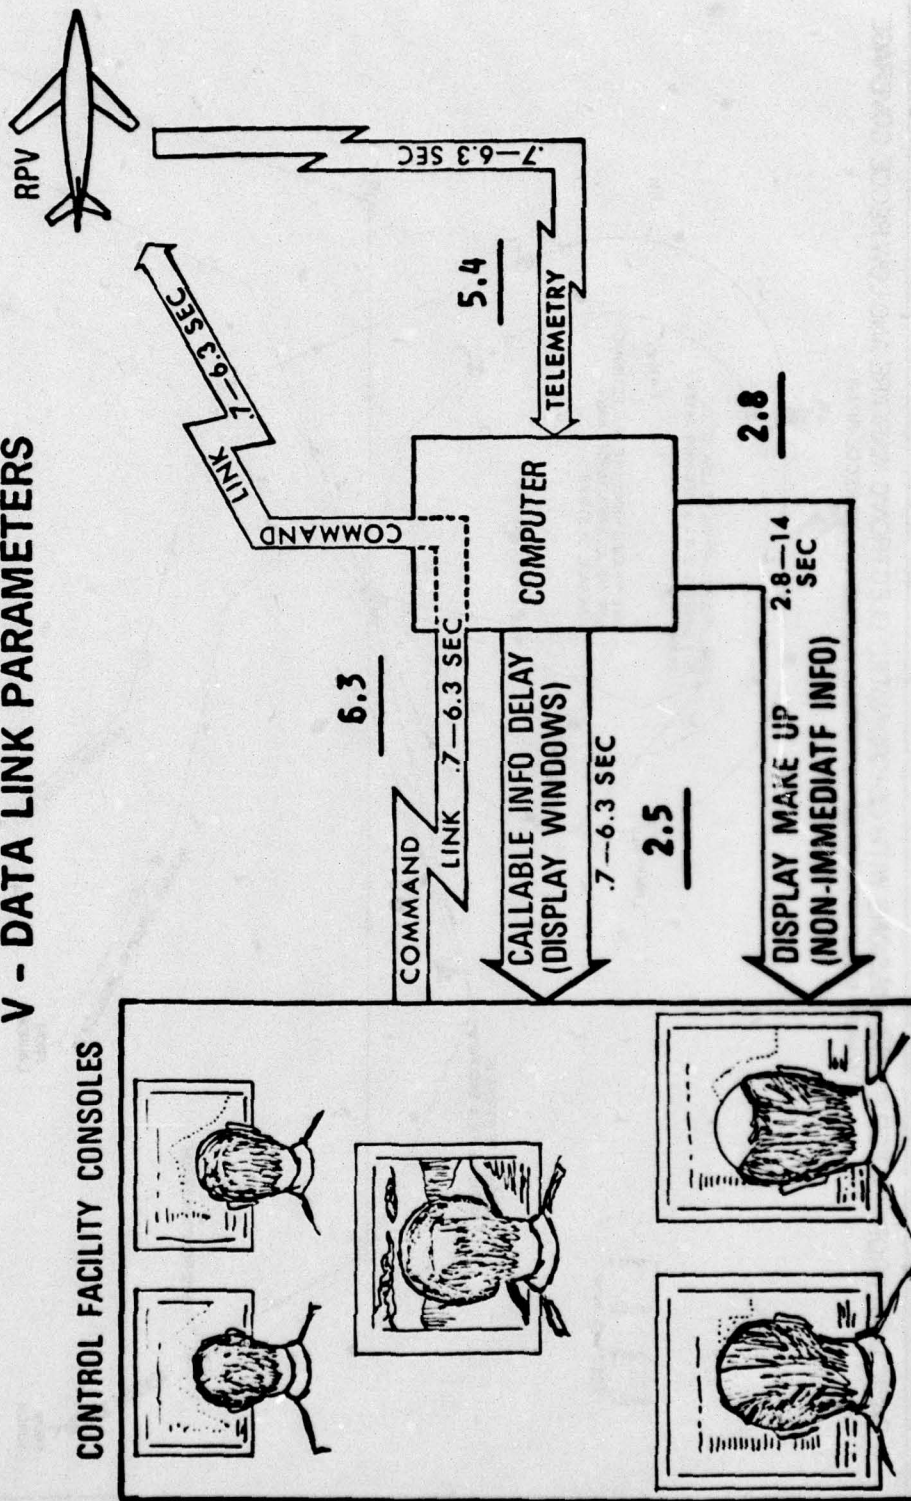 V - DATA LINK PARAMETERS
CONTROL FACILITY CONSOLES
RPV
COMMAND
LINK .7–6.3 SEC
6.3
COMMAND
LINK
.7–6.3 SEC
.7–6.3 SEC
5.4
TELEMETRY
COMPUTER
CALLABLE INFO DELAY
(DISPLAY WINDOWS)
.7–6.3 SEC
2.5
2.8
2.8–14
SEC
DISPLAY MAKE UP
(NON-IMMEDIATF INFO)